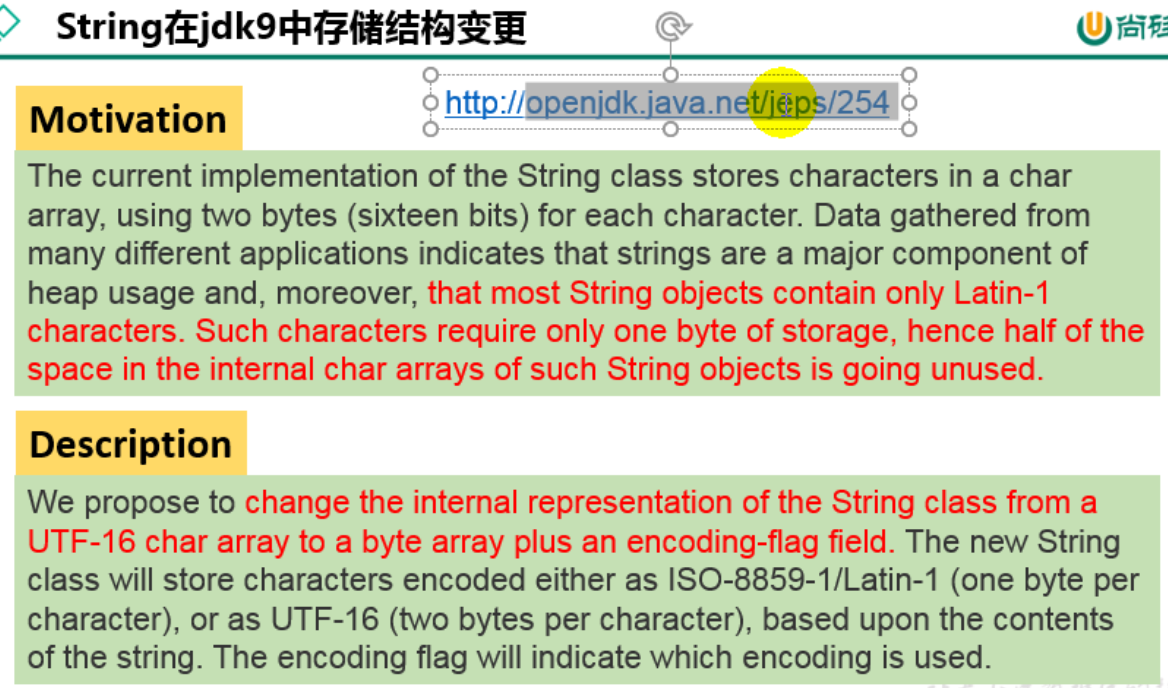 String在jdk9中存储结构变更
尚硅
http://openjdk.java.net/jeps/254
Motivation
The current implementation of the String class stores characters in a char
array, using two bytes (sixteen bits) for each character. Data gathered from
many different applications indicates that strings are a major component of
heap usage and, moreover, that most String objects contain only Latin-1
characters. Such characters require only one byte of storage, hence half of the
space in the internal char arrays of such String objects is going unused.
Description
We propose to change the internal representation of the String class from a
UTF-16 char array to a byte array plus an encoding-flag field. The new String
class will store characters encoded either as ISO-8859-1/Latin-1 (one byte per
character), or as UTF-16 (two bytes per character), based upon the contents
of the string. The encoding flag will indicate which encoding is used.